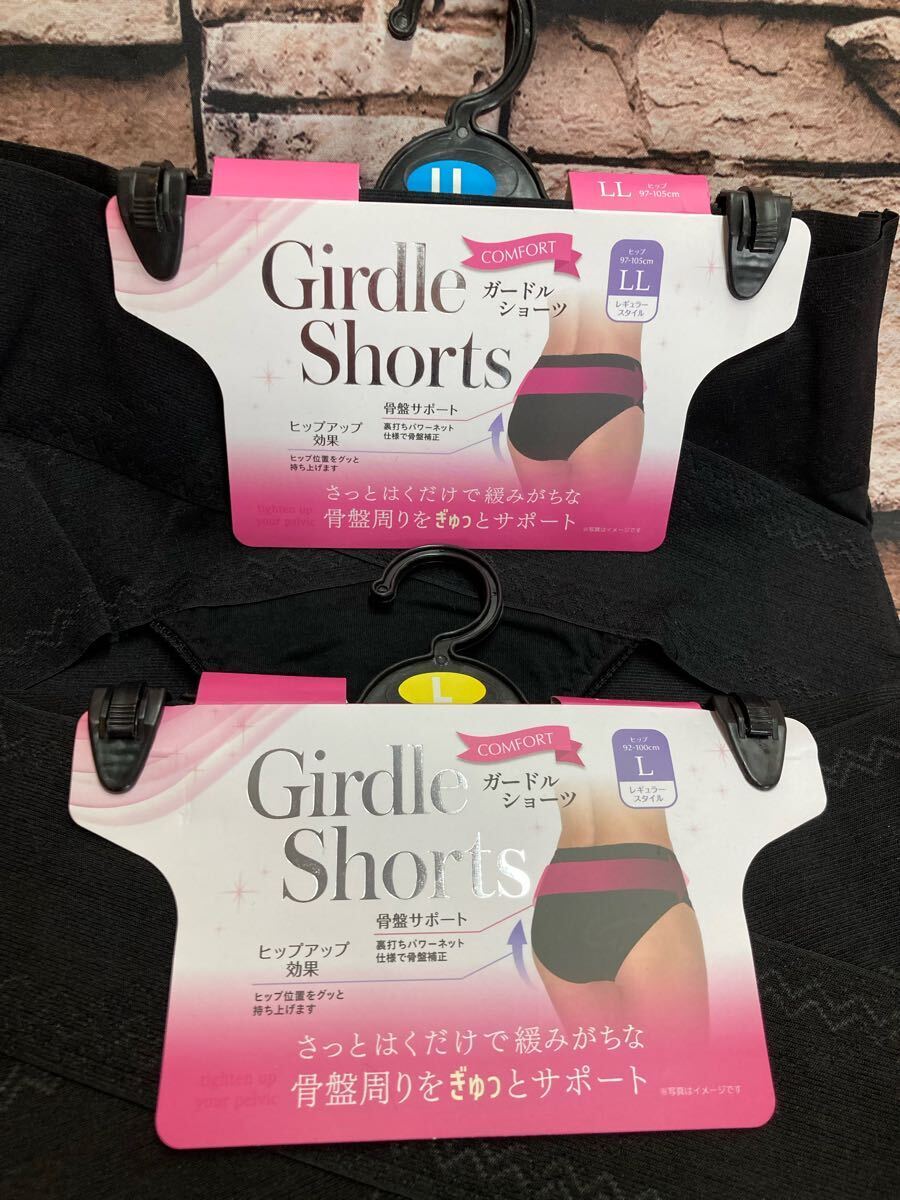 LL
LL
ヒップ
97-105cm
COMFORT
Girdle
Shorts
ガードル
ショーツ
ヒップ
97-105cm
LL
レギュラー
スタイル
骨盤サポート
裏打ちパワーネット
仕様で骨盤補正
ヒップアップ
効果
ヒップ位置をグッと
持ち上げます
さっとはくだけで緩みがちな
骨盤周りをぎゅっとサポート
tighten up
your pelvic
※写真はイメージです
L
COMFORT
Girdle
Shorts
ガードル
ショーツ
ヒップ
92-100cm
L
レギュラー
スタイル
骨盤サポート
裏打ちパワーネット
仕様で骨盤補正
ヒップアップ
効果
ヒップ位置をグッと
持ち上げます
さっとはくだけで緩みがちな
骨盤周りをぎゅっとサポート
tighten up
your pelvic
※写真はイメージです